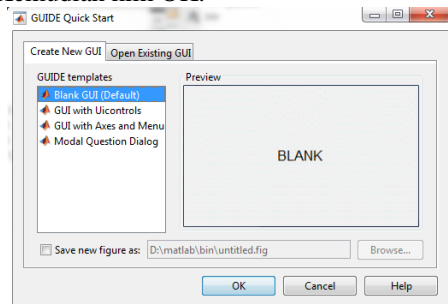 GUIDE Quick Start
Create New GUI Open Existing GUI
GUIDE templates
Preview
Blank GUI (Default)
GUI with Uicontrols
GUI with Axes and Menu
Modal Question Dialog
BLANK
Save new figure as: D:\matlab\bin\untitled.fig Browse...
OK Cancel Help